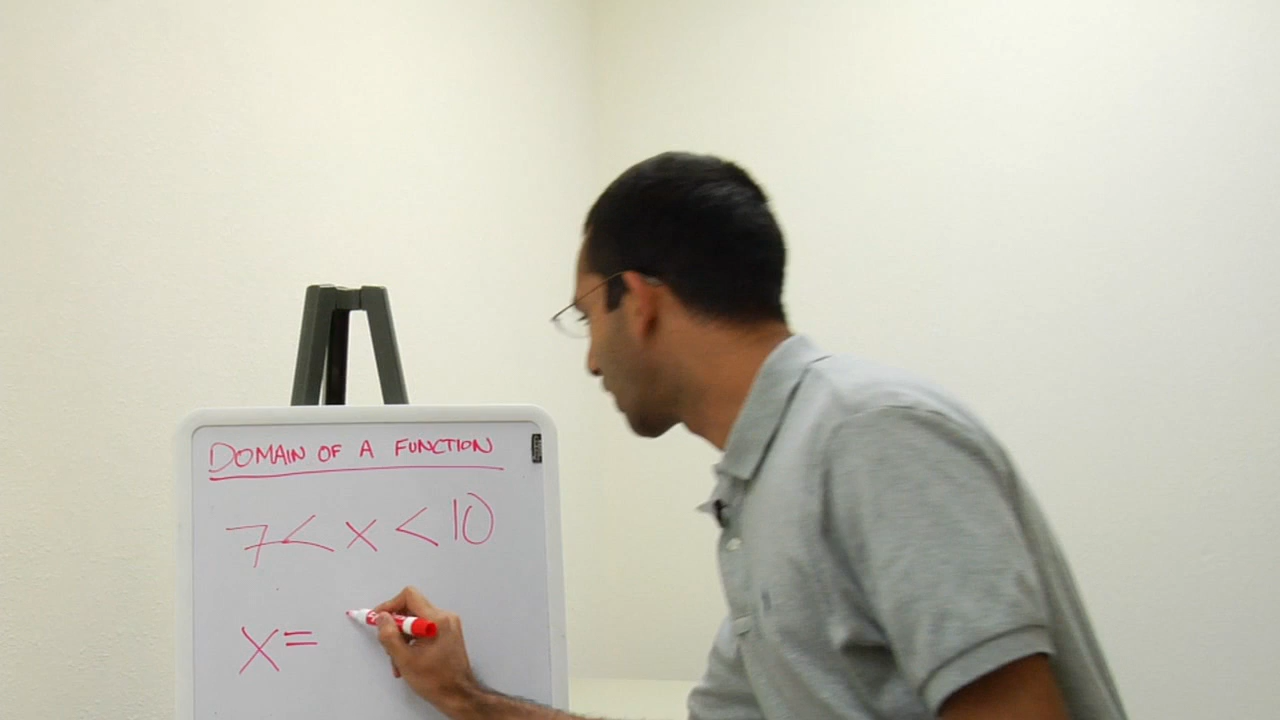 DOMAIN OF A FUNCTION
7 < x < 10
x =